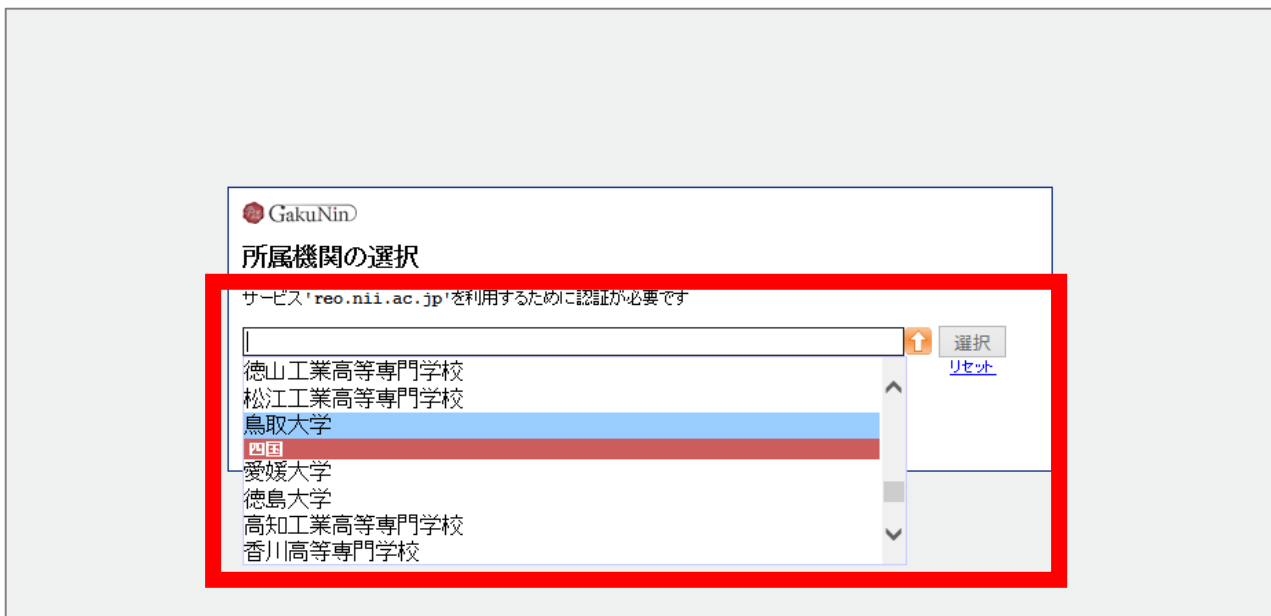 GakuNin
所属機関の選択
サービス'reo.nii.ac.jp'を利用するために認証が必要です
選択
リセット
徳山工業高等専門学校
松江工業高等専門学校
鳥取大学
四国
愛媛大学
徳島大学
高知工業高等専門学校
香川高等専門学校